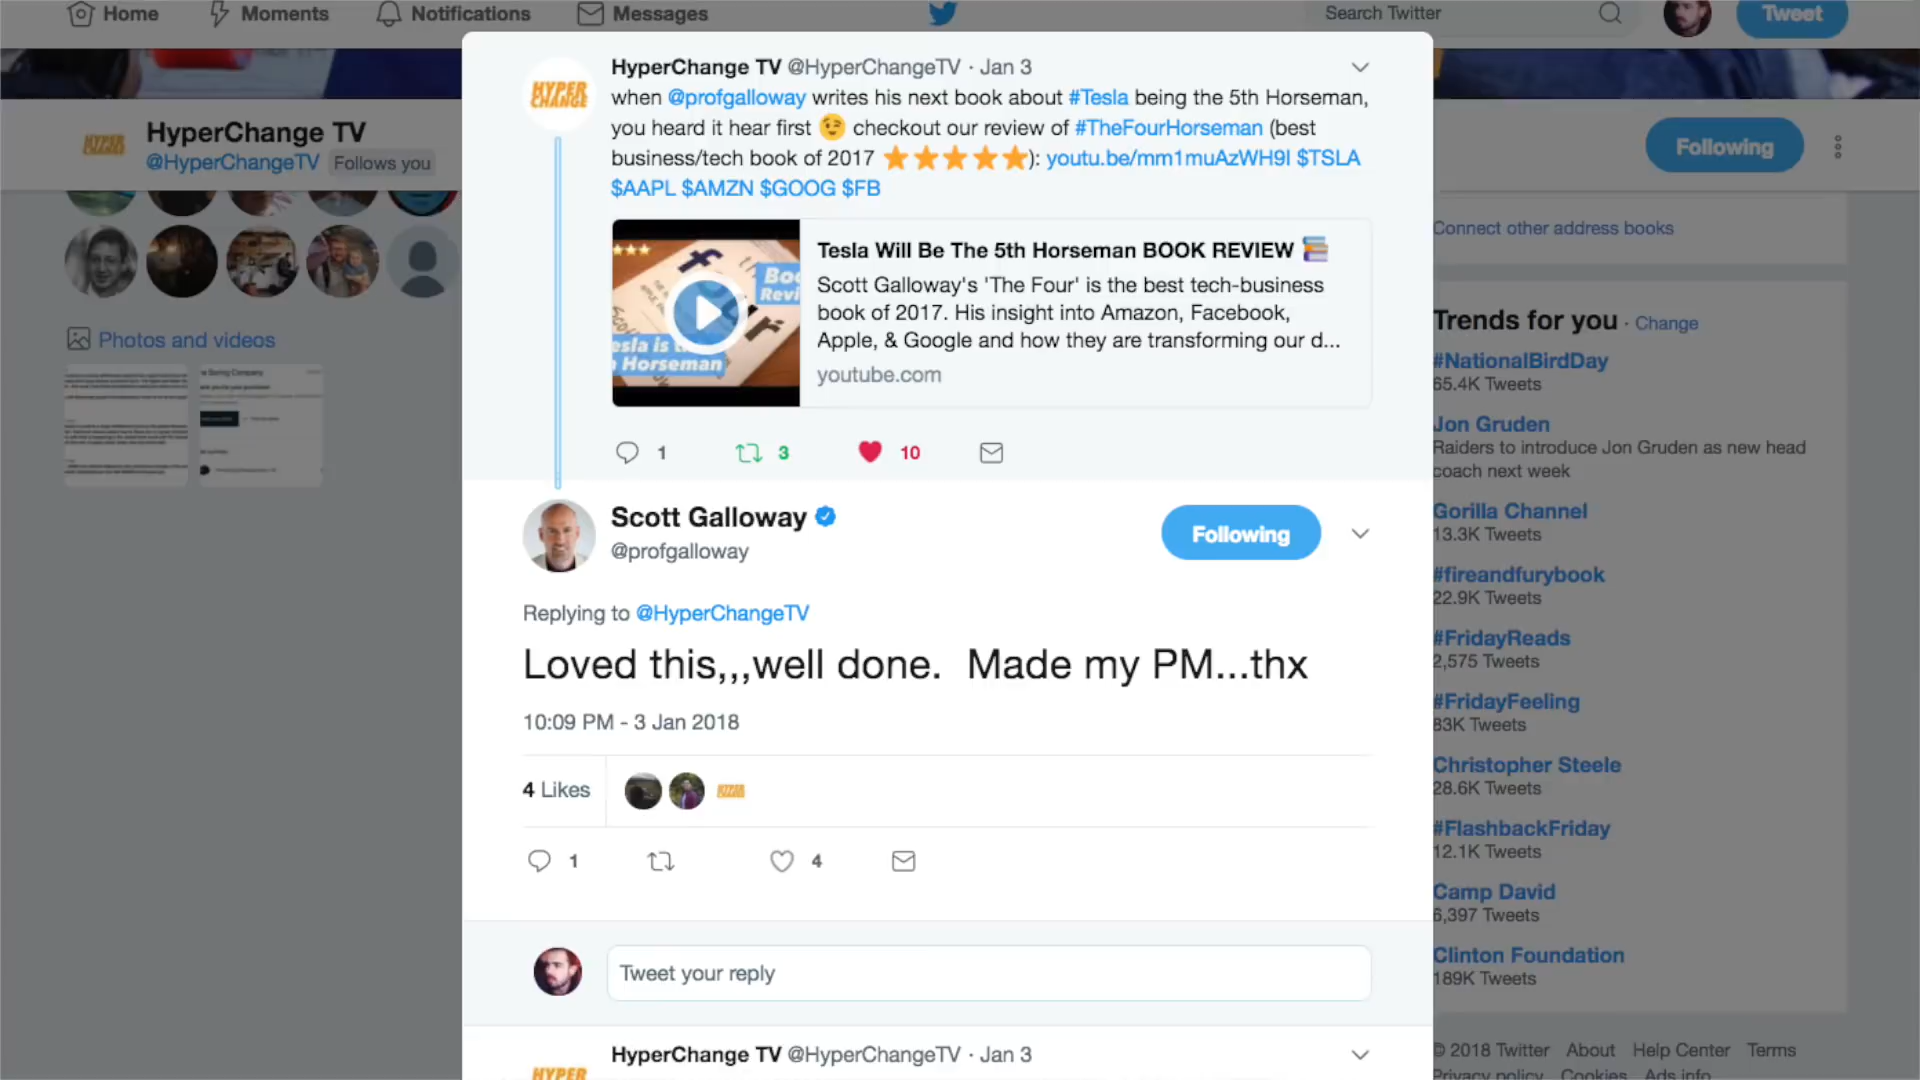 Home Moments Notifications Messages Search Twitter Tweet
HyperChange TV
@HyperChangeTV Follows you
Following
Photos and videos
HYPER
CHANGE
HYPER
CHANGE
HyperChange TV @HyperChangeTV · Jan 3
when @profgalloway writes his next book about #Tesla being the 5th Horseman,
you heard it hear first 😉 checkout our review of #TheFourHorseman (best
business/tech book of 2017 ⭐⭐⭐⭐⭐): youtu.be/mm1muAzWH9I $TSLA
$AAPL $AMZN $GOOG $FB
Tesla Will Be The 5th Horseman BOOK REVIEW 📚
Scott Galloway's 'The Four' is the best tech-business
book of 2017. His insight into Amazon, Facebook,
Apple, & Google and how they are transforming our d...
youtube.com
1 3 10
Scott Galloway
@profgalloway
Following
Replying to @HyperChangeTV
Loved this,,,well done. Made my PM...thx
10:09 PM - 3 Jan 2018
4 Likes
1 4
Tweet your reply
HyperChange TV @HyperChangeTV · Jan 3
HYPER
Connect other address books
Trends for you · Change
#NationalBirdDay
65.4K Tweets
Jon Gruden
Raiders to introduce Jon Gruden as new head
coach next week
Gorilla Channel
13.3K Tweets
#fireandfurybook
22.9K Tweets
#FridayReads
2,575 Tweets
#FridayFeeling
83K Tweets
Christopher Steele
28.6K Tweets
#FlashbackFriday
12.1K Tweets
Camp David
6,397 Tweets
Clinton Foundation
189K Tweets
© 2018 Twitter About Help Center Terms
Privacy policy Cookies Ads info